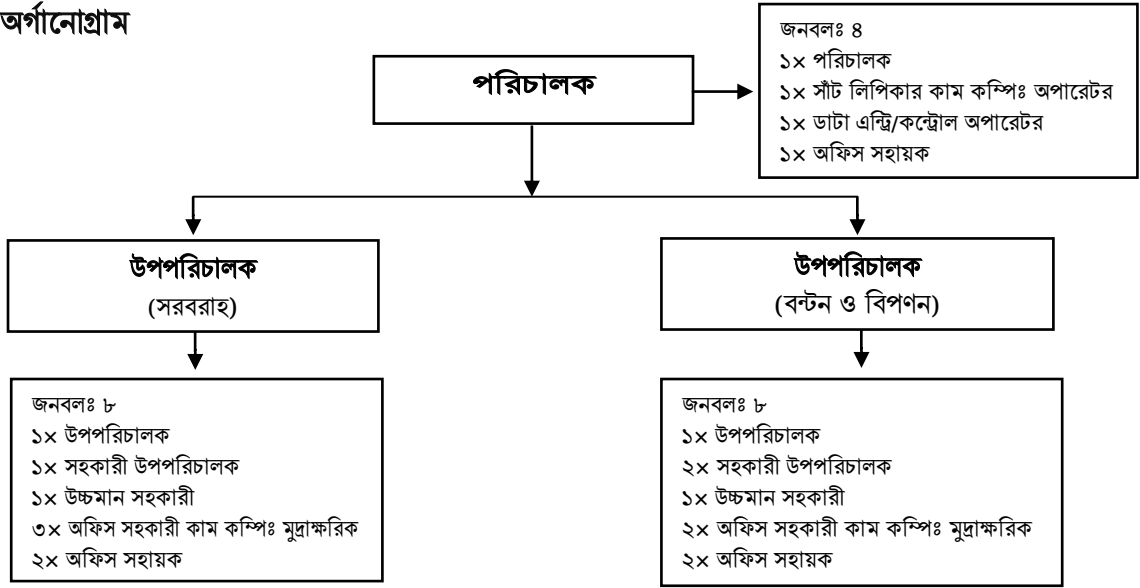 অর্গানোগ্রাম
পরিচালক
জনবলঃ ৪
১× পরিচালক
১× সাঁট লিপিকার কাম কম্পিঃ অপারেটর
১× ডাটা এন্ট্রি/কন্ট্রোল অপারেটর
১× অফিস সহায়ক
উপপরিচালক
(সরবরাহ)
উপপরিচালক
(বন্টন ও বিপণন)
জনবলঃ ৮
১× উপপরিচালক
১× সহকারী উপপরিচালক
১× উচ্চমান সহকারী
৩× অফিস সহকারী কাম কম্পিঃ মুদ্রাক্ষরিক
২× অফিস সহায়ক
জনবলঃ ৮
১× উপপরিচালক
২× সহকারী উপপরিচালক
১× উচ্চমান সহকারী
২× অফিস সহকারী কাম কম্পিঃ মুদ্রাক্ষরিক
২× অফিস সহায়ক